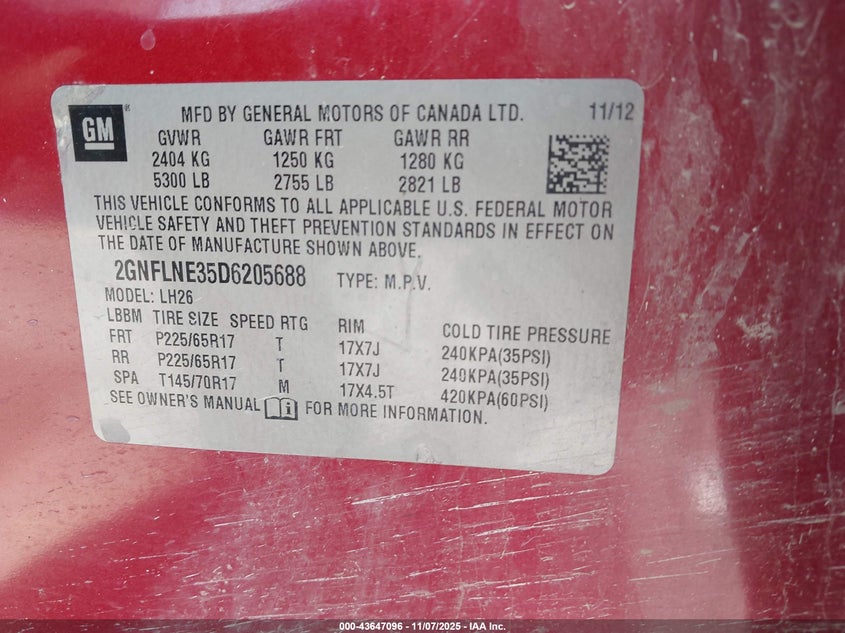 GM
MFD BY GENERAL MOTORS OF CANADA LTD. 11/12
GVWR GAWR FRT GAWR RR
2404 KG 1250 KG 1280 KG
5300 LB 2755 LB 2821 LB
THIS VEHICLE CONFORMS TO ALL APPLICABLE U.S. FEDERAL MOTOR
VEHICLE SAFETY AND THEFT PREVENTION STANDARDS IN EFFECT ON
THE DATE OF MANUFACTURE SHOWN ABOVE.
2GNFLNE35D6205688 TYPE: M.P.V.
MODEL: LH26
LBBM TIRE SIZE SPEED RTG RIM COLD TIRE PRESSURE
FRT P225/65R17 T 17X7J 240KPA(35PSI)
RR P225/65R17 T 17X7J 240KPA(35PSI)
SPA T145/70R17 M 17X4.5T 420KPA(60PSI)
SEE OWNER'S MANUAL FOR MORE INFORMATION.
000-43647096 — 11/07/2025 — IAA Inc.